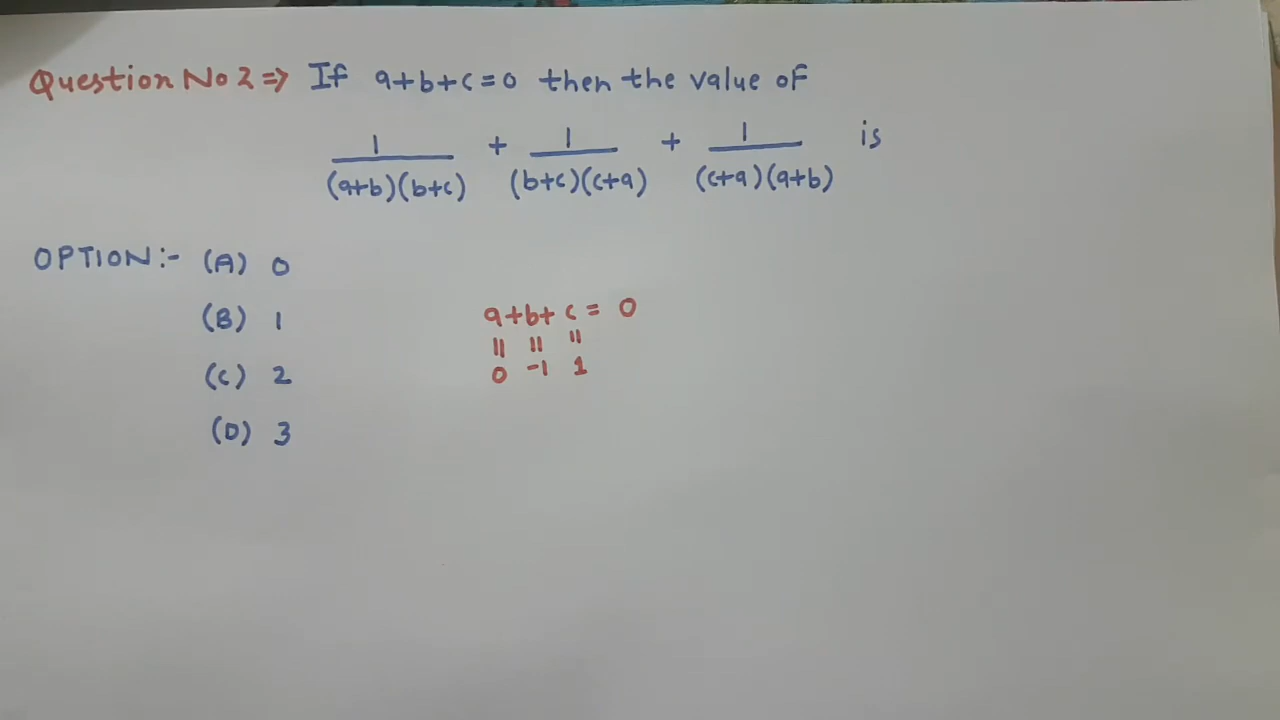 Question No 2 => If a+b+c=0 then the value of
1/(a+b)(b+c) + 1/(b+c)(c+a) + 1/(c+a)(a+b) is
OPTION:- (A) 0
(B) 1
(C) 2
(D) 3
a+b+c = 0
|| || ||
0 -1 1